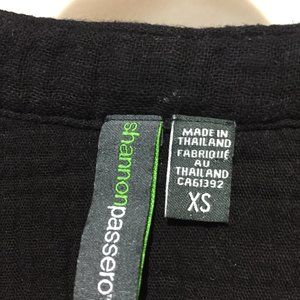 shannonpassero
MADE IN
THAILAND
FABRIQUÉ
AU
THAILAND
CA61392
XS